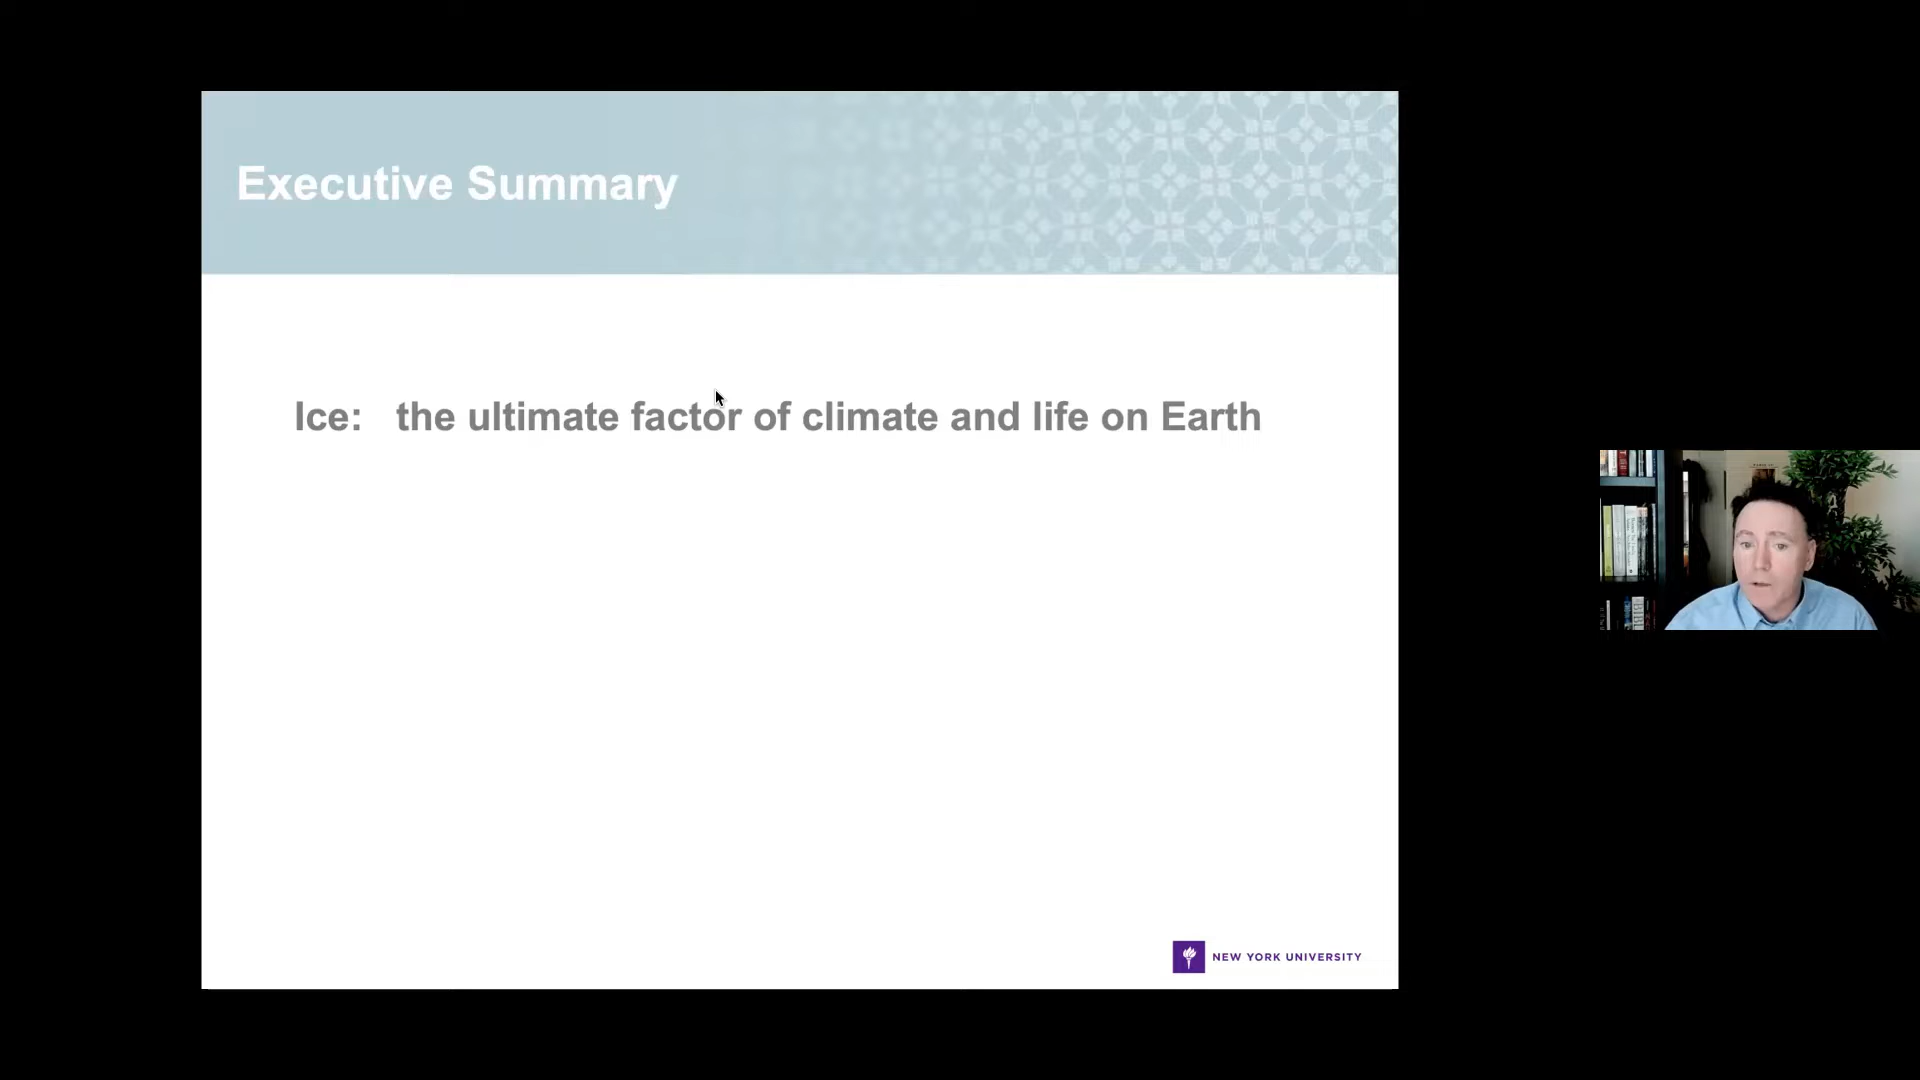 Executive Summary
Ice: the ultimate factor of climate and life on Earth
NEW YORK UNIVERSITY